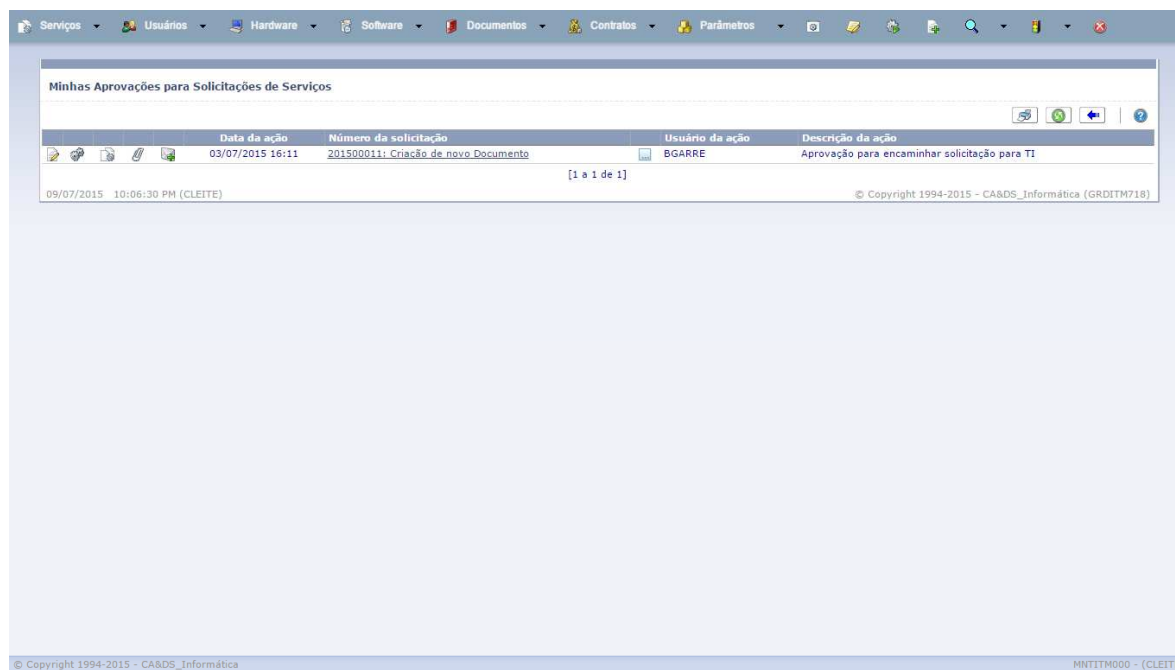 Serviços Usuários Hardware Software Documentos Contratos Parâmetros
Minhas Aprovações para Solicitações de Serviços
Data da ação Número da solicitação Usuário da ação Descrição da ação
03/07/2015 16:11 201500011: Criação de novo Documento BGARRE Aprovação para encaminhar solicitação para TI
[1 a 1 de 1]
09/07/2015 10:06:30 PM (CLEITE) © Copyright 1994-2015 - CA&DS_Informática (GRDITM718)
© Copyright 1994-2015 - CA&DS_Informática MNTITM000 - (CLEIT